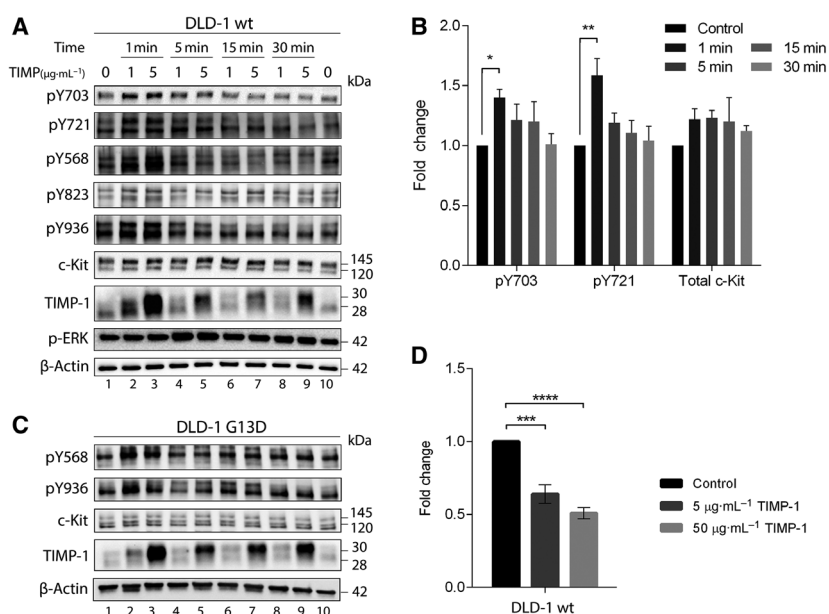 A
DLD-1 wt
Time 1 min 5 min 15 min 30 min
TIMP(μg·mL⁻¹) 0 1 5 1 5 1 5 1 5 0 kDa
pY703
pY721
pY568
pY823
pY936
c-Kit 145
120
TIMP-1 30
28
p-ERK 42
β-Actin 42
1 2 3 4 5 6 7 8 9 10
B
Control
1 min
5 min
15 min
30 min
Fold change
2.0
1.5
1.0
0.5
0.0
* **
pY703 pY721 Total c-Kit
C
DLD-1 G13D
kDa
pY568
pY936
c-Kit 145
120
TIMP-1 30
28
β-Actin 42
1 2 3 4 5 6 7 8 9 10
D
Fold change
1.5
1.0
0.5
0.0
****
***
DLD-1 wt
Control
5 μg·mL⁻¹ TIMP-1
50 μg·mL⁻¹ TIMP-1